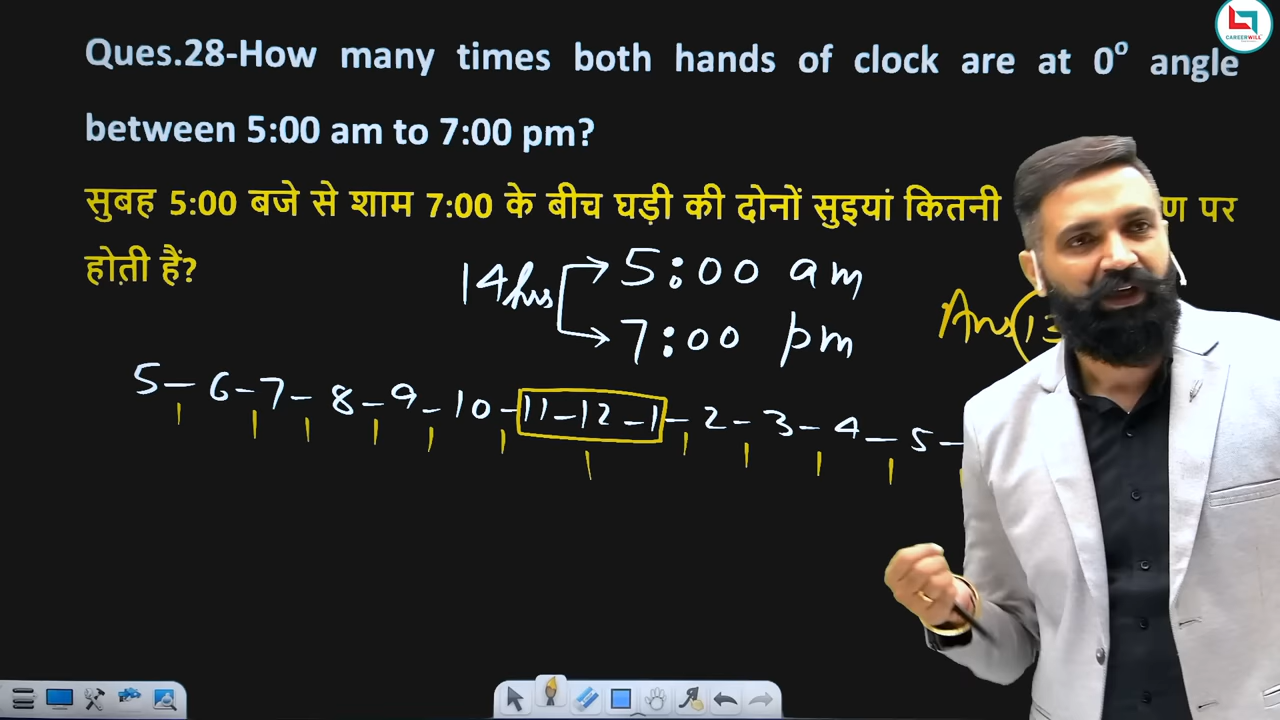 Ques.28-How many times both hands of clock are at 0° angle
between 5:00 am to 7:00 pm?
सुबह 5:00 बजे से शाम 7:00 के बीच घड़ी की दोनों सुइयां कितनी पर
होती हैं?
14hrs → 5:00 am
→ 7:00 pm
Ans 13
5 – 6 – 7 – 8 – 9 – 10 – 11 – 12 – 1 – 2 – 3 – 4 – 5 –
CAREERWILL